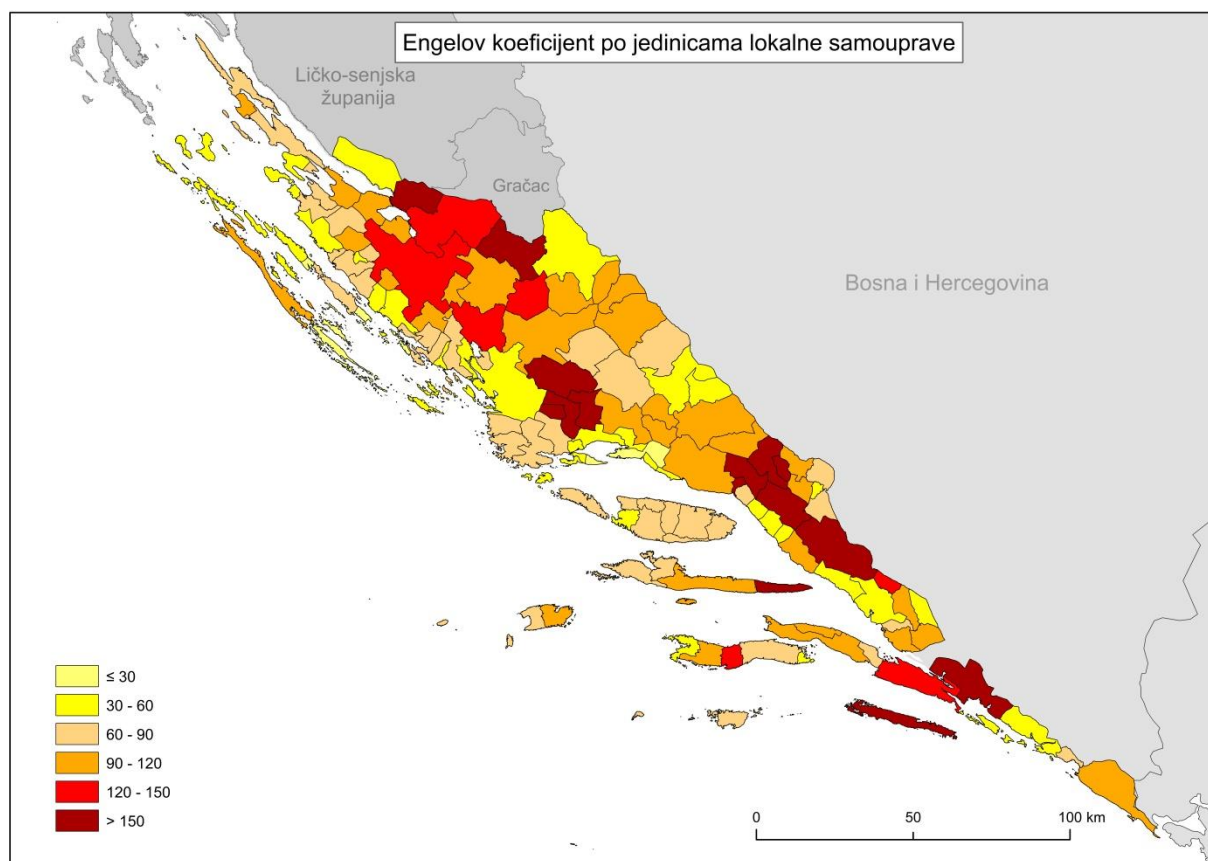 Engelov koeficijent po jedinicama lokalne samouprave
Ličko-senjska
županija
Gračac
Bosna i Hercegovina
≤ 30
30 - 60
60 - 90
90 - 120
120 - 150
> 150
0 50 100 km